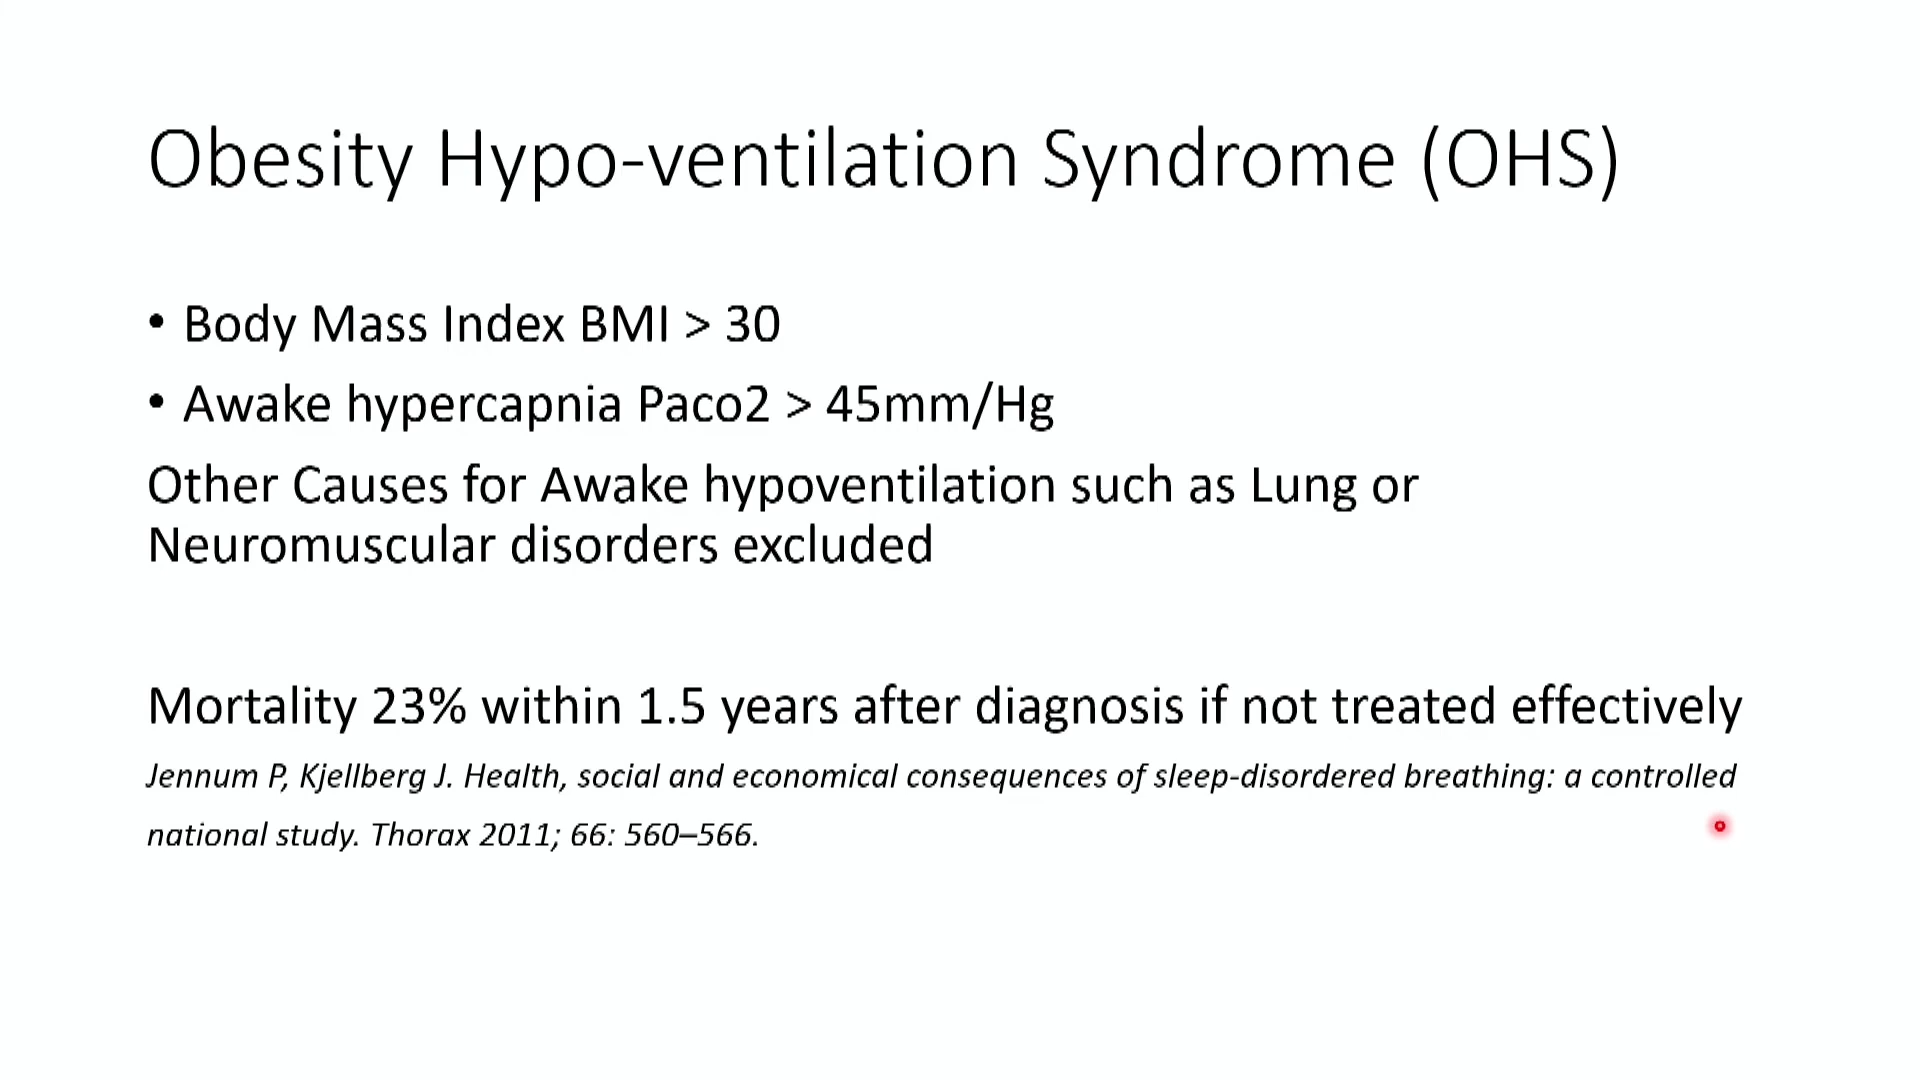 Obesity Hypo-ventilation Syndrome (OHS)
• Body Mass Index BMI > 30
• Awake hypercapnia Paco2 > 45mm/Hg
Other Causes for Awake hypoventilation such as Lung or
Neuromuscular disorders excluded
Mortality 23% within 1.5 years after diagnosis if not treated effectively
Jennum P, Kjellberg J. Health, social and economical consequences of sleep-disordered breathing: a controlled
national study. Thorax 2011; 66: 560–566.